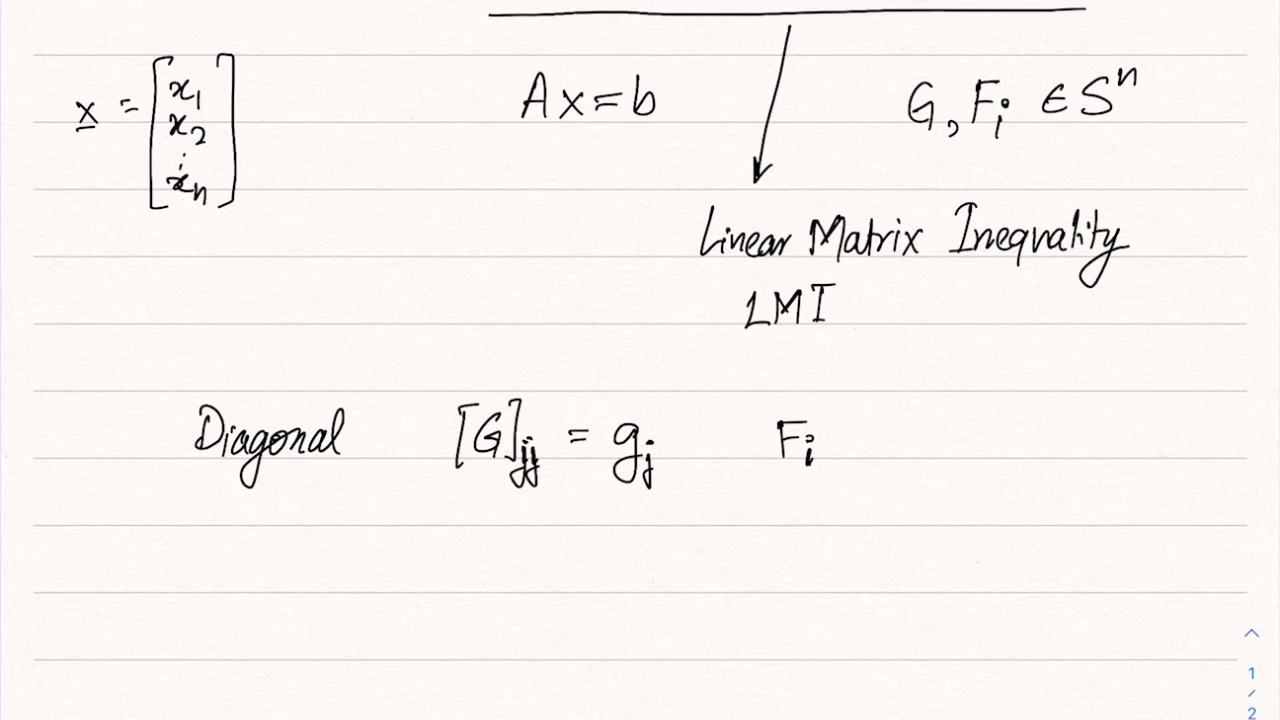 x = [x1 x2 : xn] Ax=b G, Fi ∈ S^n
Linear Matrix Inequality
LMI
Diagonal [G]jj = gj Fi
1
/
2